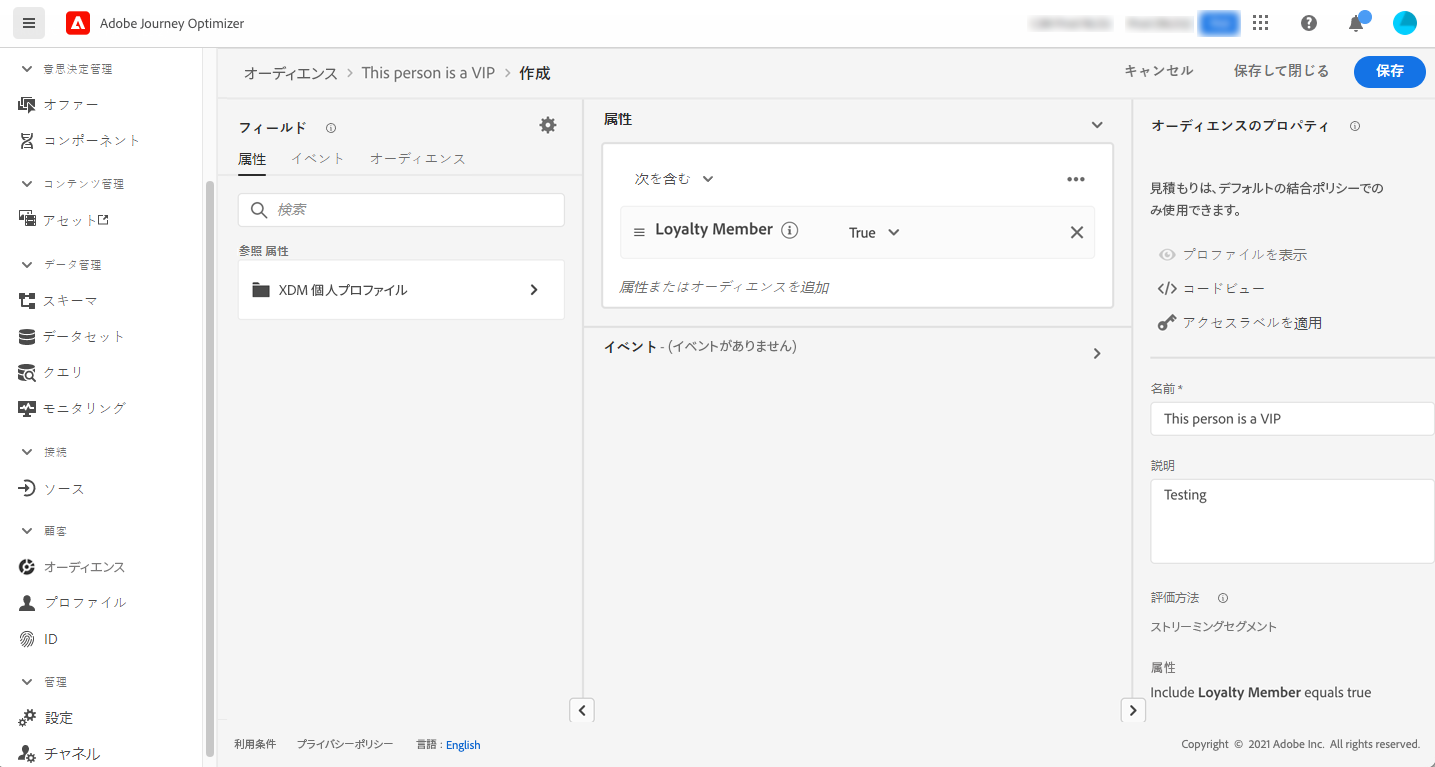 Adobe Journey Optimizer
意思決定管理
オファー
コンポーネント
コンテンツ管理
アセット
データ管理
スキーマ
データセット
クエリ
モニタリング
接続
ソース
顧客
オーディエンス
プロファイル
ID
管理
設定
チャネル
オーディエンス > This person is a VIP > 作成
キャンセル
保存して閉じる
保存
フィールド
属性 イベント オーディエンス
検索
参照 属性
XDM 個人プロファイル
属性
次を含む
Loyalty Member True
属性またはオーディエンスを追加
イベント - (イベントがありません)
オーディエンスのプロパティ
見積もりは、デフォルトの結合ポリシーでの
み使用できます。
プロファイルを表示
コードビュー
アクセスラベルを適用
名前 *
This person is a VIP
説明
Testing
評価方法
ストリーミングセグメント
属性
Include Loyalty Member equals true
利用条件 プライバシーポリシー 言語 : English
Copyright © 2021 Adobe Inc. All rights reserved.